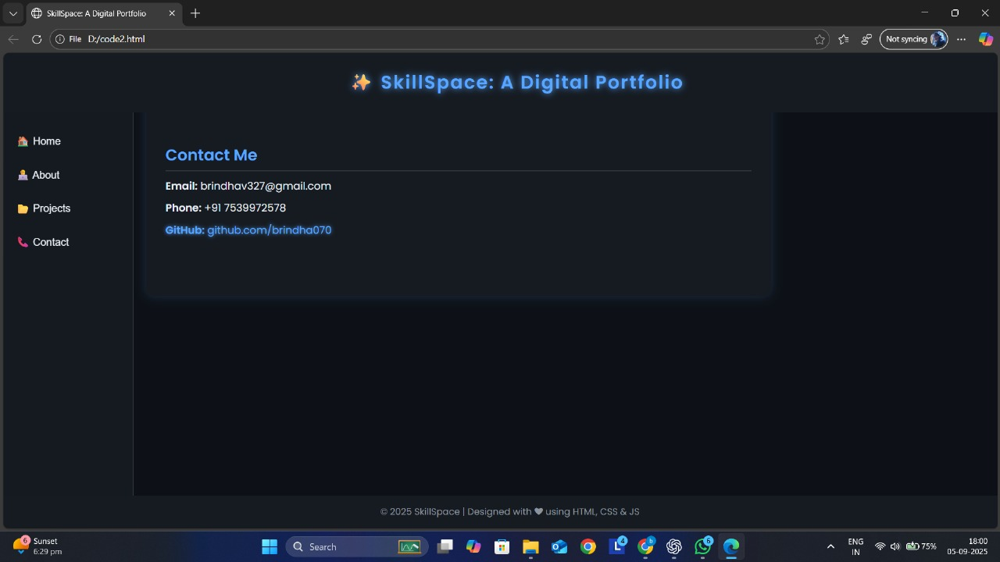 SkillSpace: A Digital Portfolio
File D:/code2.html
Not syncing
✨ SkillSpace: A Digital Portfolio
🏠 Home
👩‍💻 About
📁 Projects
📞 Contact
Contact Me
Email: brindhav327@gmail.com
Phone: +91 7539972578
GitHub: github.com/brindha070
© 2025 SkillSpace | Designed with ❤ using HTML, CSS & JS
6
Sunset
6:29 pm
Search
4
b
6
L
ENG
IN
75%
18:00
05-09-2025